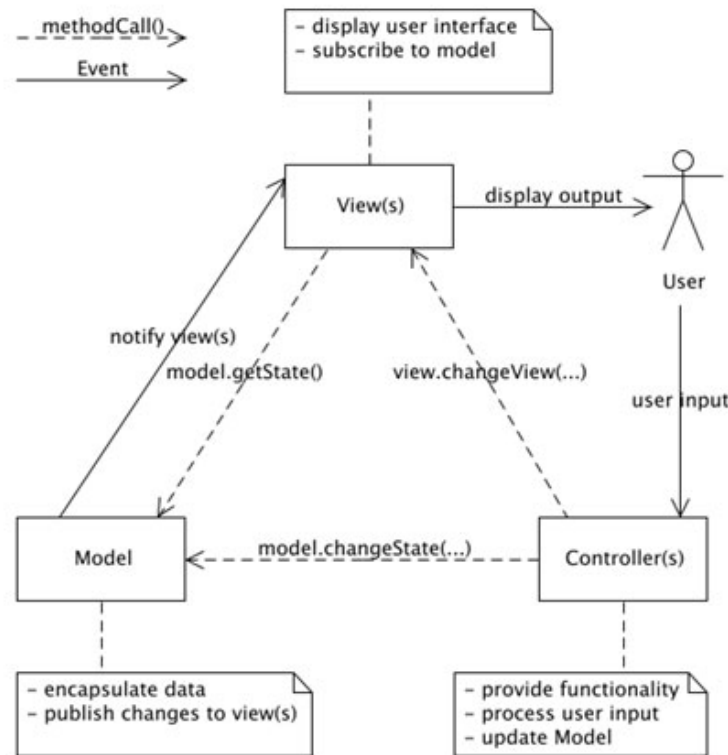 methodCall()
Event
- display user interface
- subscribe to model
View(s)
display output
User
notify view(s)
model.getState()
view.changeView(...)
user input
Model
model.changeState(...)
Controller(s)
- encapsulate data
- publish changes to view(s)
- provide functionality
- process user input
- update Model